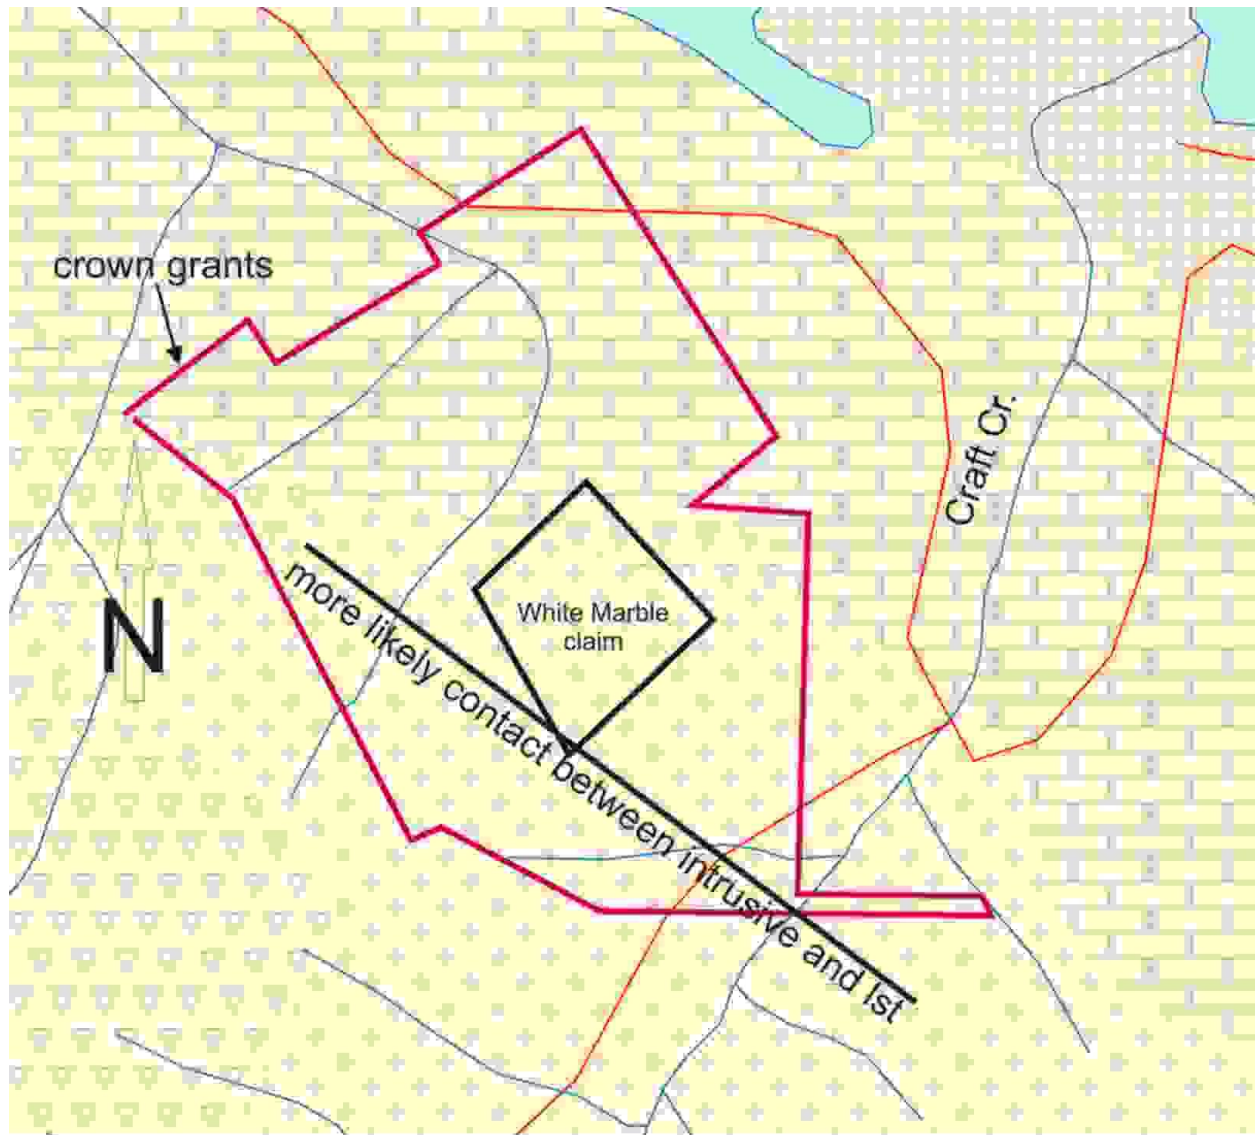 crown grants
Craft Cr.
N
White Marble
claim
more likely contact between intrusive and lst